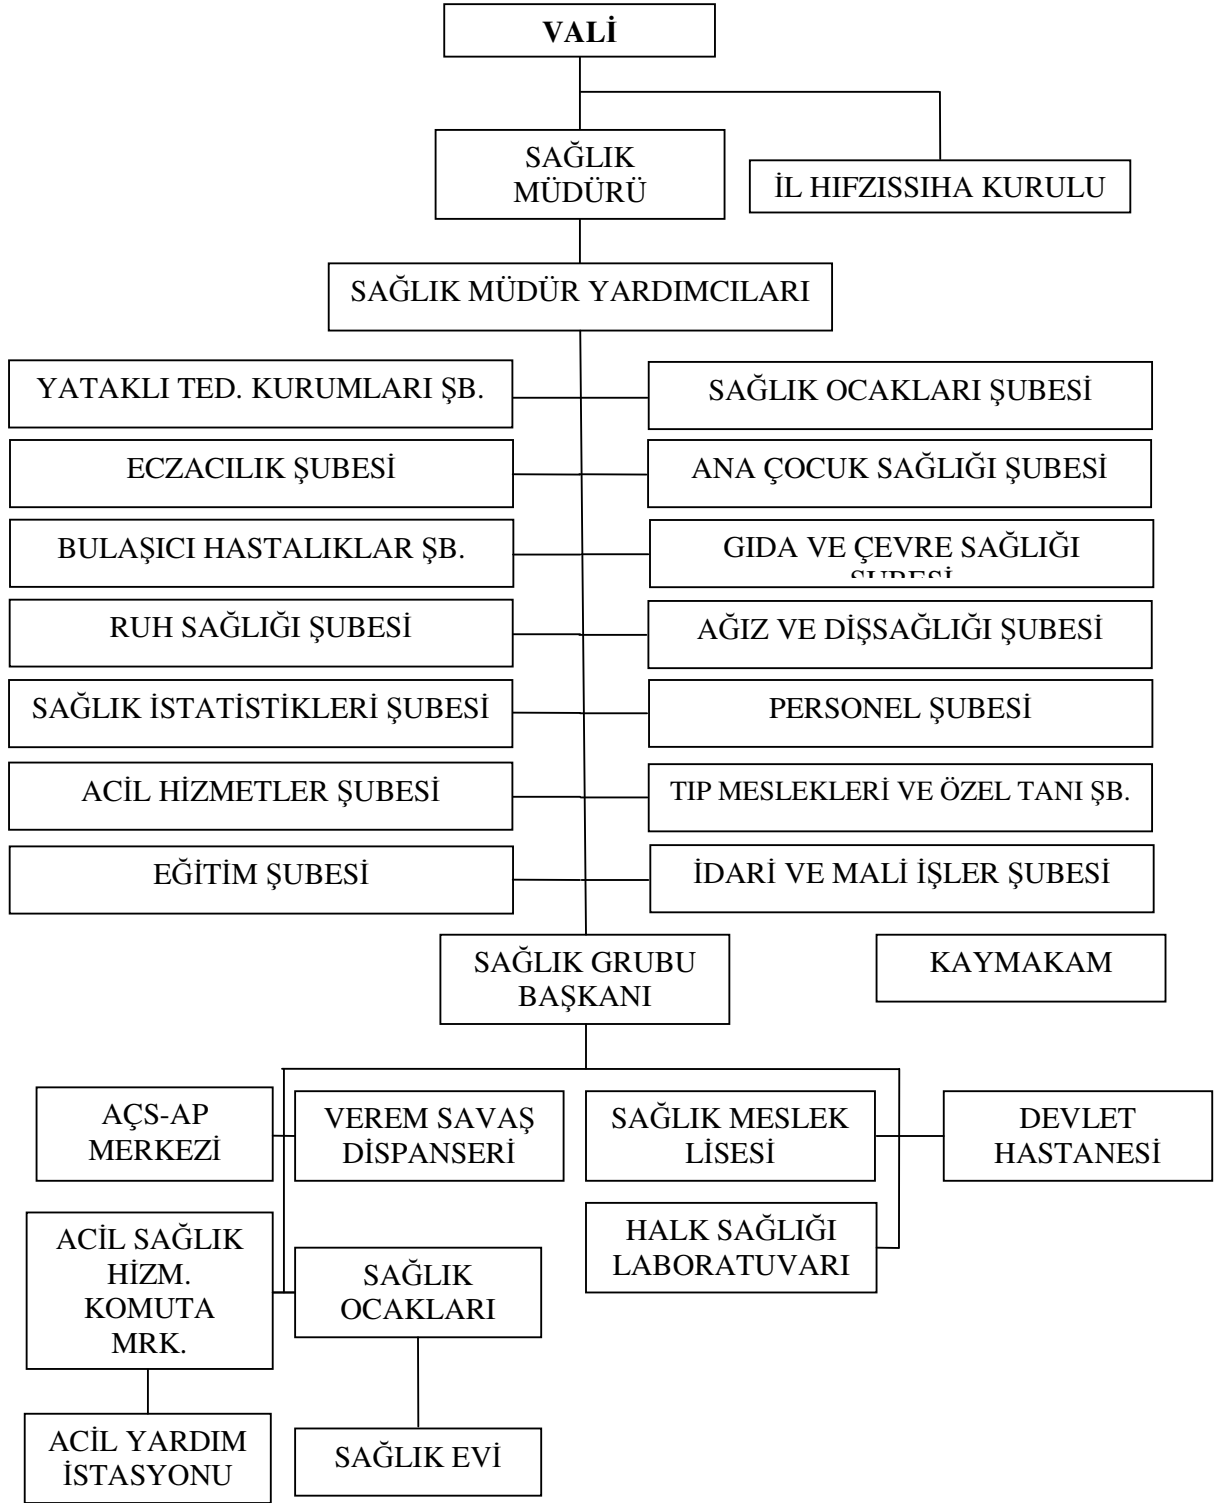 VALİ
SAĞLIK
MÜDÜRÜ
İL HIFZISSIHA KURULU
SAĞLIK MÜDÜR YARDIMCILARI
YATAKLI TED. KURUMLARI ŞB.
SAĞLIK OCAKLARI ŞUBESİ
ECZACILIK ŞUBESİ
ANA ÇOCUK SAĞLIĞI ŞUBESİ
BULAŞICI HASTALIKLAR ŞB.
GIDA VE ÇEVRE SAĞLIĞI
ŞUBESİ
RUH SAĞLIĞI ŞUBESİ
AĞIZ VE DİŞSAĞLIĞI ŞUBESİ
SAĞLIK İSTATİSTİKLERİ ŞUBESİ
PERSONEL ŞUBESİ
ACİL HİZMETLER ŞUBESİ
TIP MESLEKLERİ VE ÖZEL TANI ŞB.
EĞİTİM ŞUBESİ
İDARİ VE MALİ İŞLER ŞUBESİ
SAĞLIK GRUBU
BAŞKANI
KAYMAKAM
AÇS-AP
MERKEZİ
VEREM SAVAŞ
DİSPANSERİ
SAĞLIK MESLEK
LİSESİ
DEVLET
HASTANESİ
ACİL SAĞLIK
HİZM.
KOMUTA
MRK.
SAĞLIK
OCAKLARI
HALK SAĞLIĞI
LABORATUVARI
ACİL YARDIM
İSTASYONU
SAĞLIK EVİ